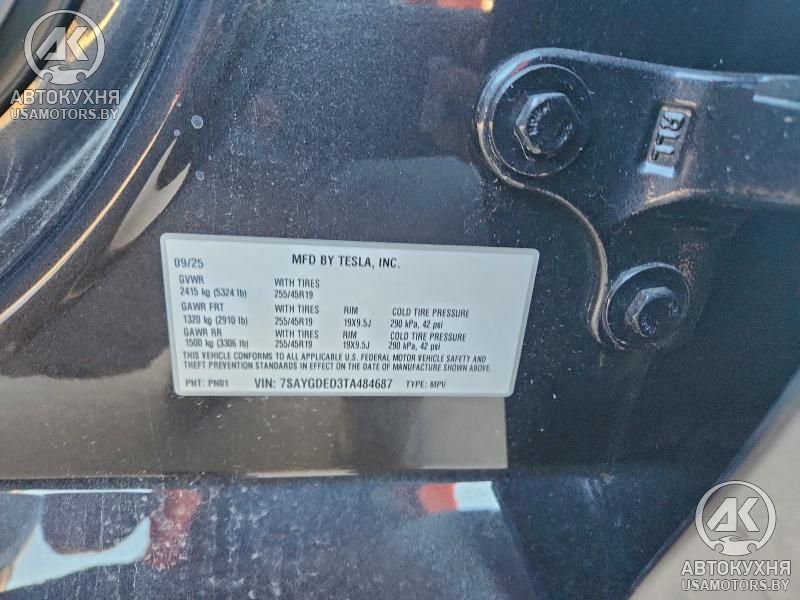 AK
АВТОКУХНЯ
USAMOTORS.BY
09/25 MFD BY TESLA, INC.
GVWR WITH TIRES
2415 kg (5324 lb) 255/45R19
GAWR FRT WITH TIRES RIM COLD TIRE PRESSURE
1320 kg (2910 lb) 255/45R19 19X9.5J 290 kPa, 42 psi
GAWR RR WITH TIRES RIM COLD TIRE PRESSURE
1500 kg (3306 lb) 255/45R19 19X9.5J 290 kPa, 42 psi
THIS VEHICLE CONFORMS TO ALL APPLICABLE U.S. FEDERAL MOTOR VEHICLE SAFETY AND
THEFT PREVENTION STANDARDS IN EFFECT ON THE DATE OF MANUFACTURE SHOWN ABOVE.
PNT: PN01 VIN: 7SAYGDED3TA484687 TYPE: MPV
AK
АВТОКУХНЯ
USAMOTORS.BY